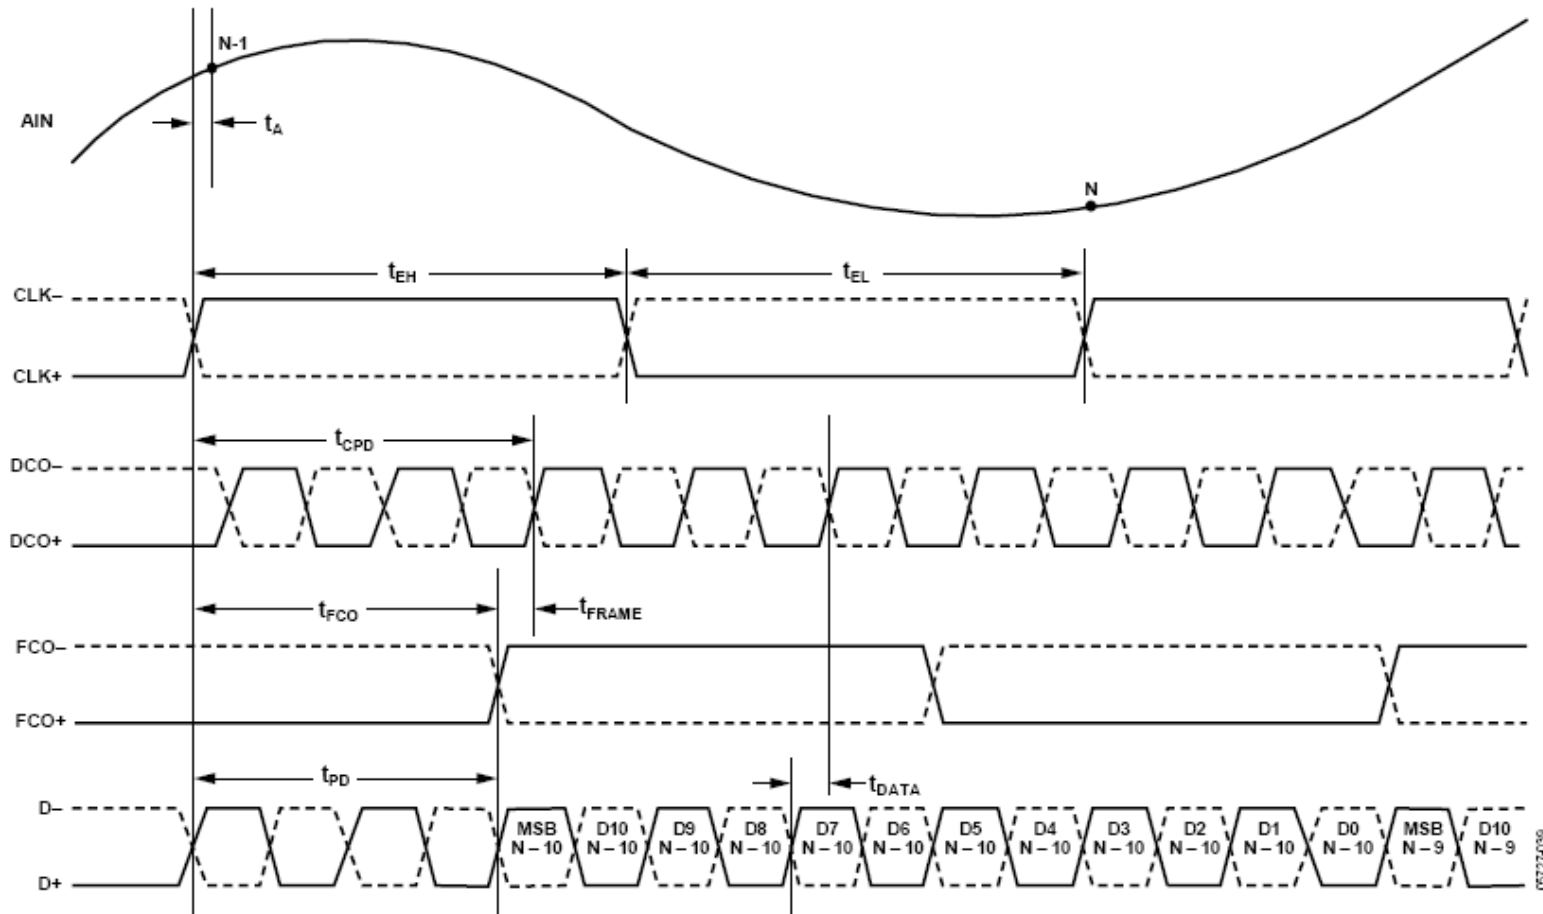 N-1
AIN
tA
N
tEH
tEL
CLK–
CLK+
tCPD
DCO–
DCO+
tFCO
tFRAME
FCO–
FCO+
tPD
tDATA
D–
MSB D10 D9 D8 D7 D6 D5 D4 D3 D2 D1 D0 MSB D10
N – 10 N – 10 N – 10 N – 10 N – 10 N – 10 N – 10 N – 10 N – 10 N – 10 N – 10 N – 10 N – 9 N – 9
D+